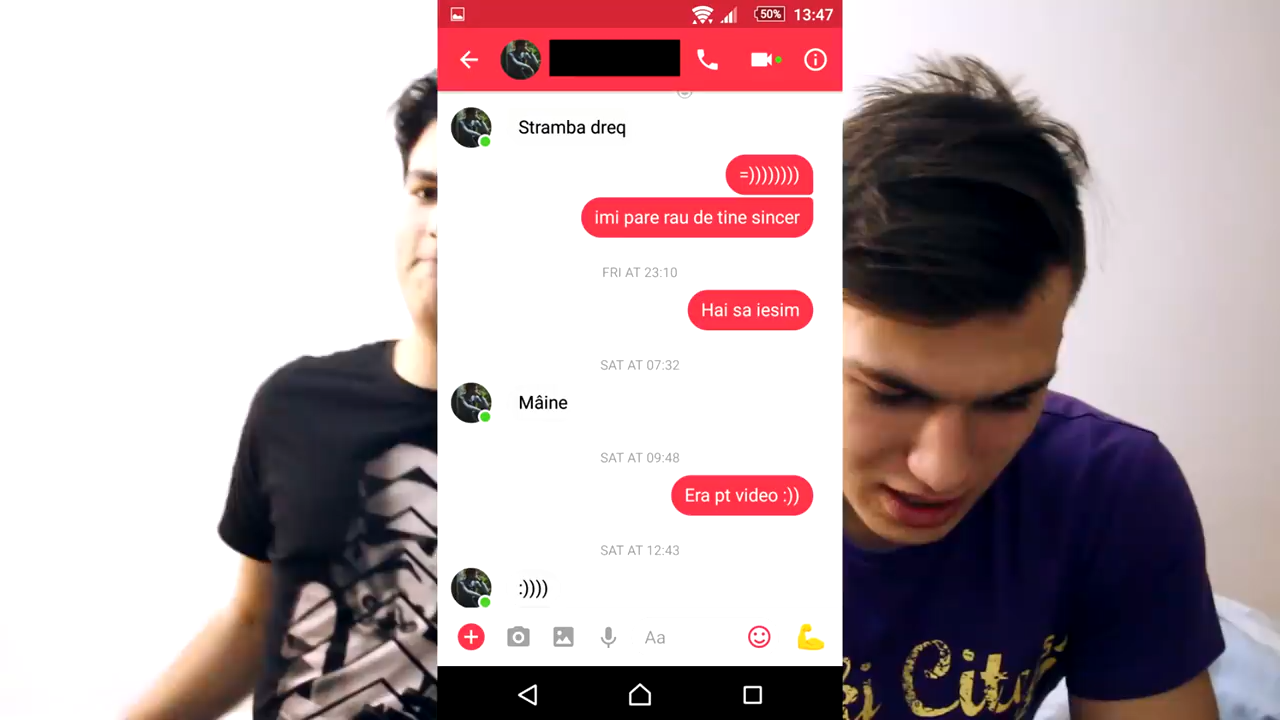 50% 13:47
Stramba dreq
=))))))))
imi pare rau de tine sincer
FRI AT 23:10
Hai sa iesim
SAT AT 07:32
Mâine
SAT AT 09:48
Era pt video :))
SAT AT 12:43
:))))
Aa
Cit